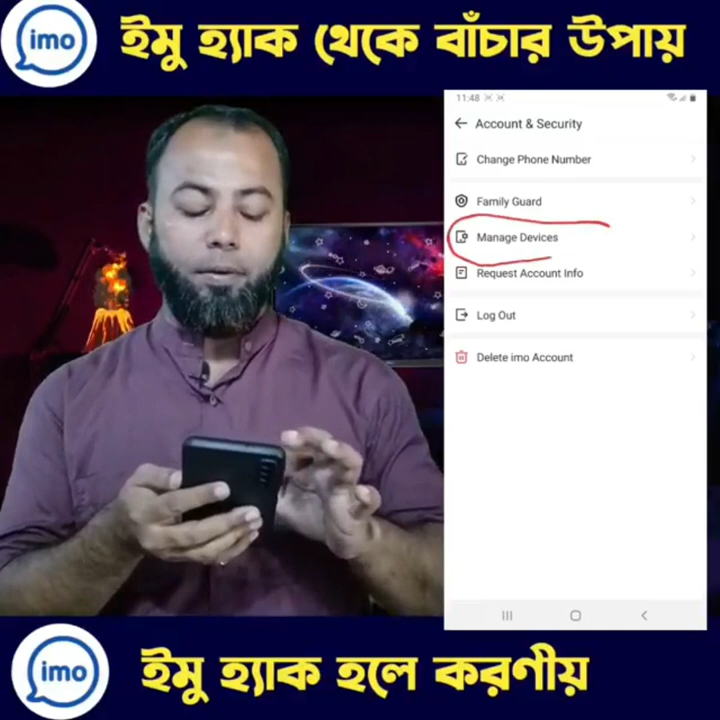 imo ইমু হ্যাক থেকে বাঁচার উপায়
11:48
Account & Security
Change Phone Number
Family Guard
Manage Devices
Request Account Info
Log Out
Delete imo Account
imo ইমু হ্যাক হলে করণীয়